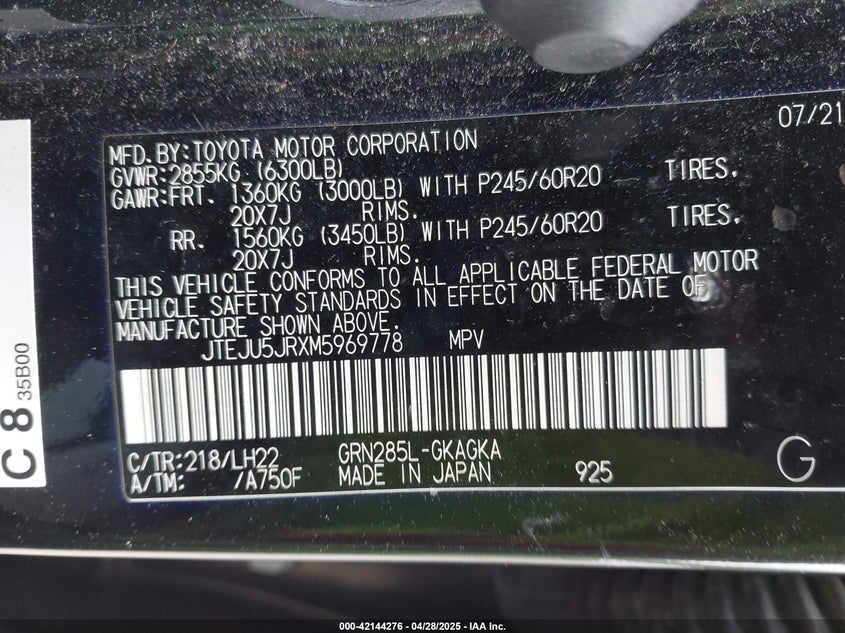 07/21
MFD.BY:TOYOTA MOTOR CORPORATION
GVWR:2855KG (6300LB)
GAWR:FRT. 1360KG (3000LB) WITH P245/60R20 TIRES.
20X7J RIMS.
RR. 1560KG (3450LB) WITH P245/60R20 TIRES.
20X7J RIMS.
THIS VEHICLE CONFORMS TO ALL APPLICABLE FEDERAL MOTOR
VEHICLE SAFETY STANDARDS IN EFFECT ON THE DATE OF
MANUFACTURE SHOWN ABOVE.
JTEJU5JRXM5969778 MPV
C/TR:218/LH22 GRN285L-GKAGKA
A/TM: /A750F MADE IN JAPAN 925 G
C 8 35B00
000-42144276 | 04/28/2025 - IAA Inc.